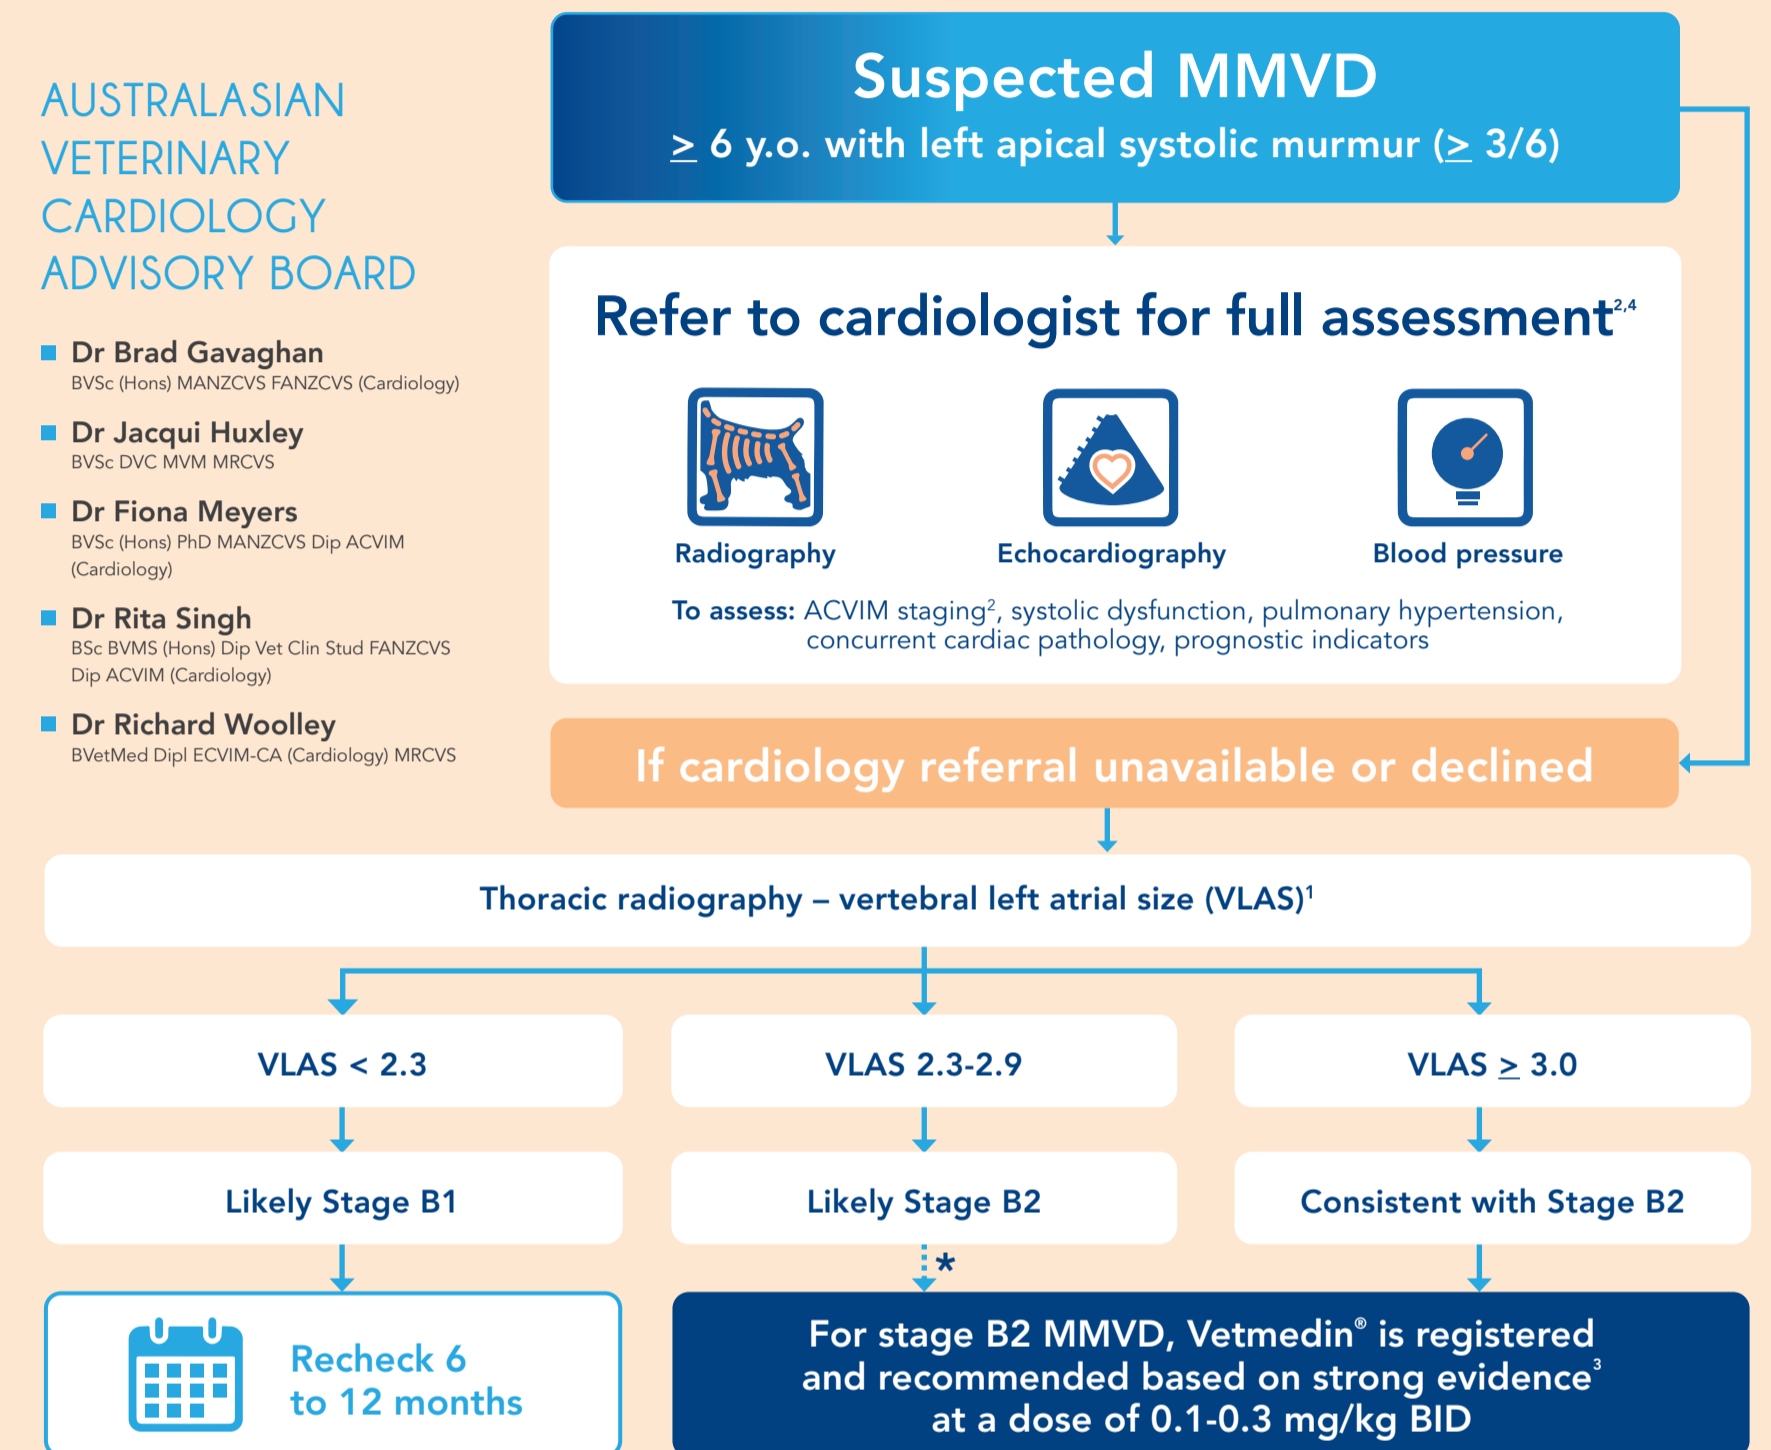 AUSTRALASIAN
VETERINARY
CARDIOLOGY
ADVISORY BOARD
Dr Brad Gavaghan
BVSc (Hons) MANZCVS FANZCVS (Cardiology)
Dr Jacqui Huxley
BVSc DVC MVM MRCVS
Dr Fiona Meyers
BVSc (Hons) PhD MANZCVS Dip ACVIM
(Cardiology)
Dr Rita Singh
BSc BVMS (Hons) Dip Vet Clin Stud FANZCVS
Dip ACVIM (Cardiology)
Dr Richard Woolley
BVetMed Dipl ECVIM-CA (Cardiology) MRCVS
Suspected MMVD
≥ 6 y.o. with left apical systolic murmur (≥ 3/6)
Refer to cardiologist for full assessment²,⁴
Radiography
Echocardiography
Blood pressure
To assess: ACVIM staging², systolic dysfunction, pulmonary hypertension,
concurrent cardiac pathology, prognostic indicators
If cardiology referral unavailable or declined
Thoracic radiography – vertebral left atrial size (VLAS)¹
VLAS < 2.3
VLAS 2.3-2.9
VLAS ≥ 3.0
Likely Stage B1
Likely Stage B2
Consistent with Stage B2
*
Recheck 6
to 12 months
For stage B2 MMVD, Vetmedin® is registered
and recommended based on strong evidence³
at a dose of 0.1-0.3 mg/kg BID